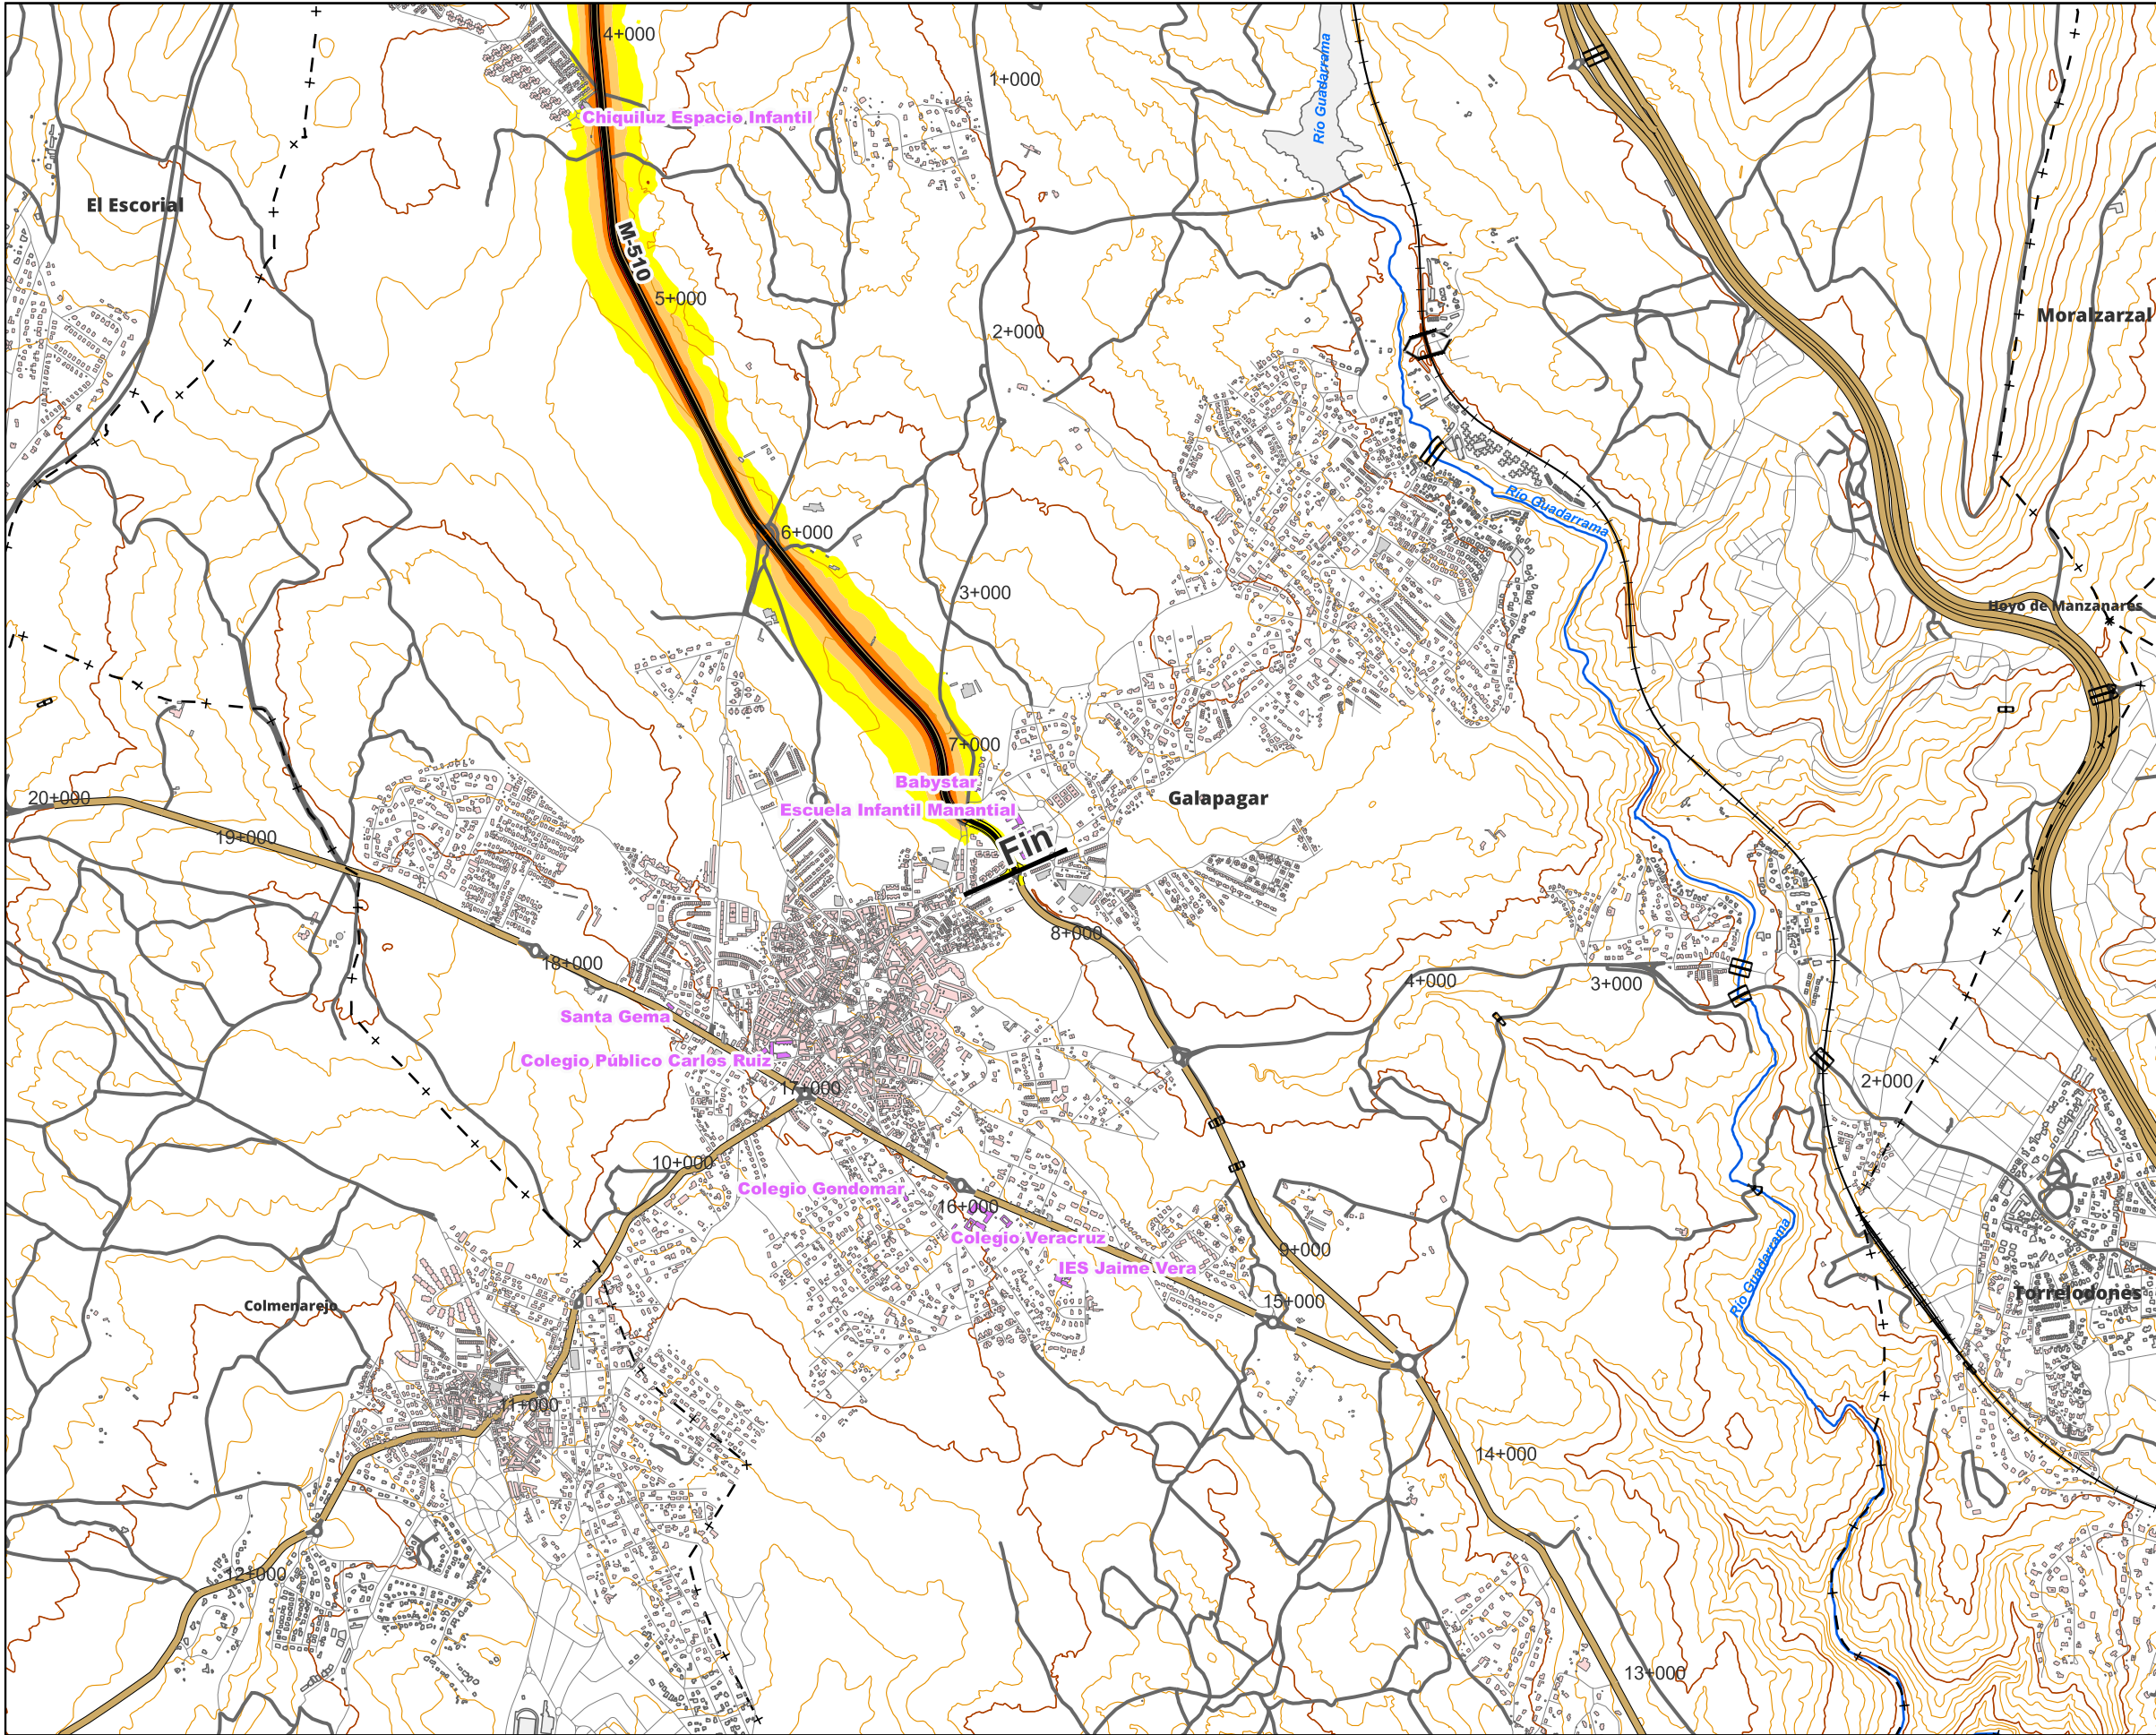 4+000
1+000
Río Guadarrama
Chiquiluz Espacio Infantil
El Escorial
M-510
5+000
Moralzarzal
2+000
Río Guadarrama
6+000
3+000
Hoyo de Manzanares
7+000
Babystar
20+000
Galapagar
Escuela Infantil Manantial
19+000
Fin
8+000
18+000
4+000
3+000
Santa Gema
Colegio Público Carlos Ruiz
17+000
2+000
10+000
Colegio Gondomar
16+000
Colegio Veracruz
9+000
Río Guadarrama
IES Jaime Vera
Torrelodones
15+000
Colmenarejo
11+000
14+000
12+000
13+000